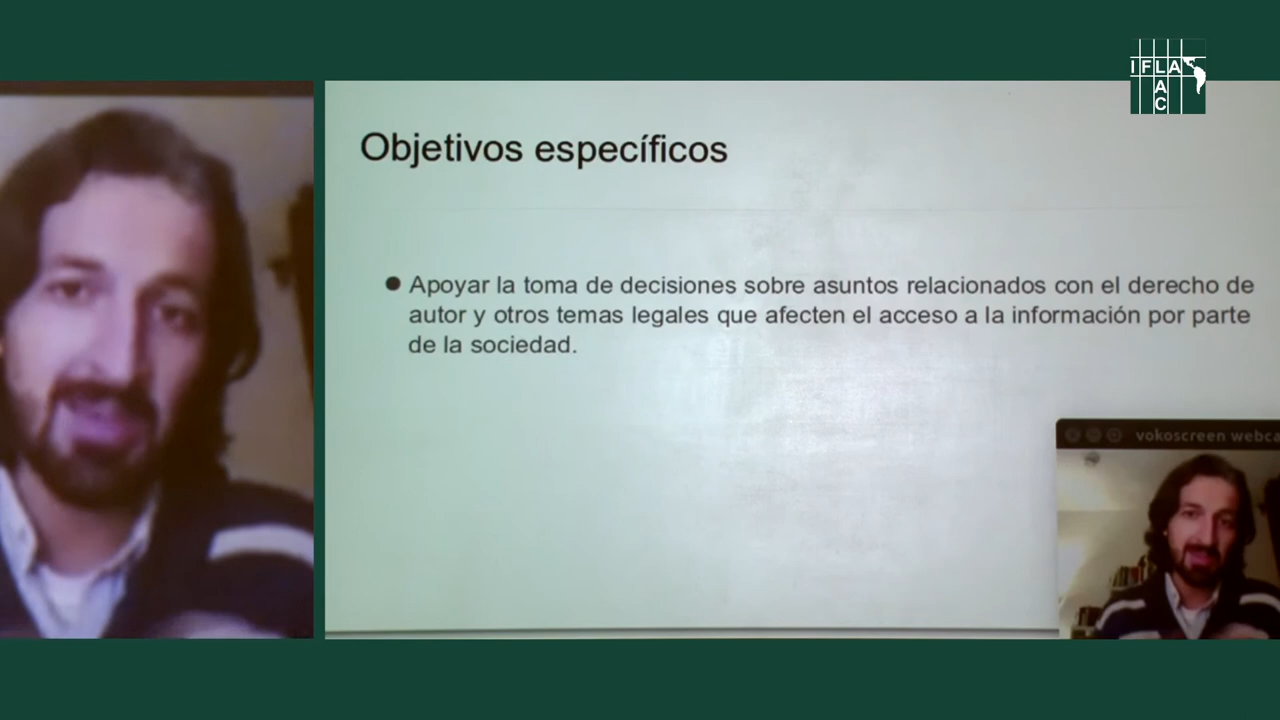 IFLA
LAC
Objetivos específicos
● Apoyar la toma de decisiones sobre asuntos relacionados con el derecho de
autor y otros temas legales que afecten el acceso a la información por parte
de la sociedad.
vokoscreen webca